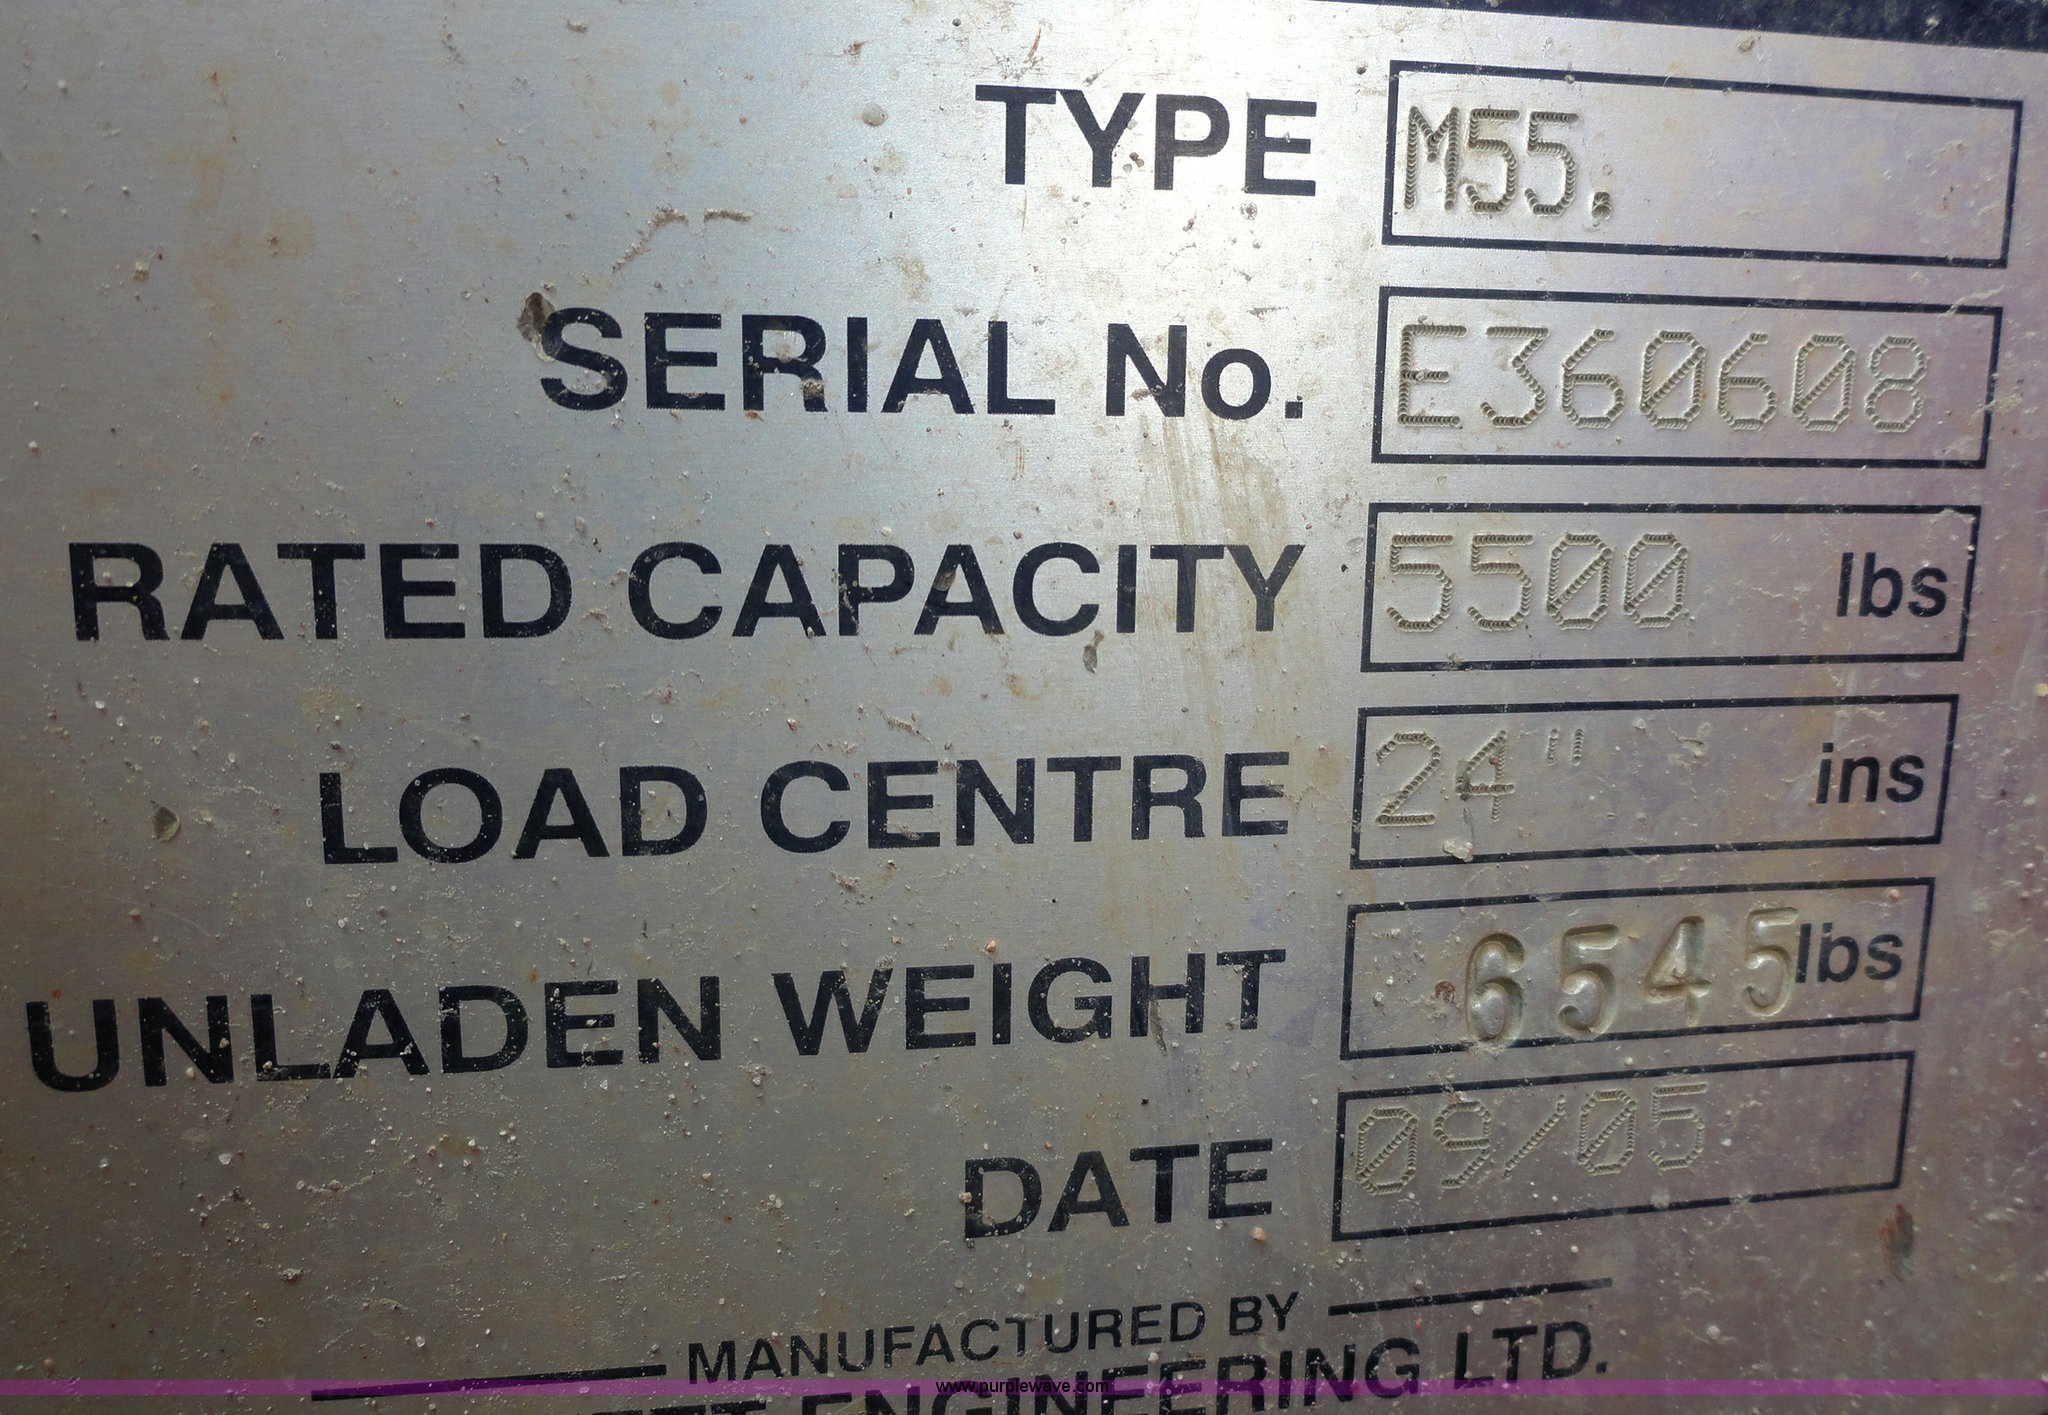 TYPE M55.
SERIAL No. E360608
RATED CAPACITY 5500 lbs
LOAD CENTRE 24" ins
UNLADEN WEIGHT 6545 lbs
DATE 09/05
MANUFACTURED BY
ENGINEERING LTD.
www.purplewave.com